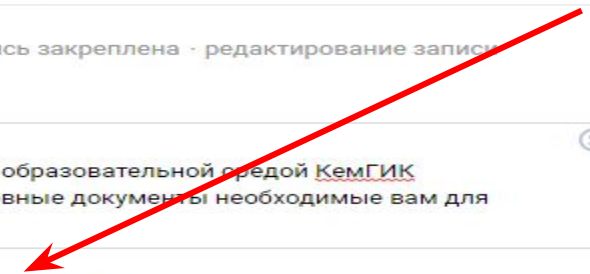 сь закреплена · редактирование записи
образовательной средой КемГИК
вные документы необходимые вам для